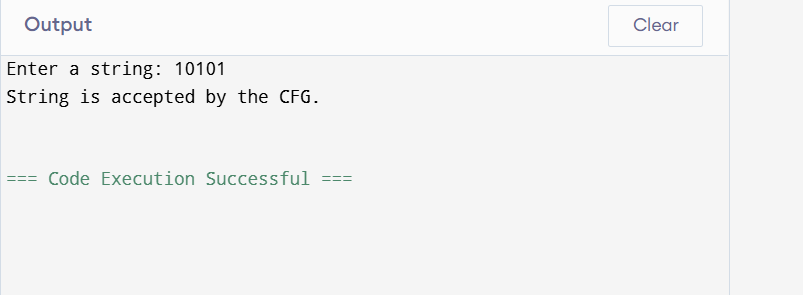 Output
Clear
Enter a string: 10101
String is accepted by the CFG.
=== Code Execution Successful ===